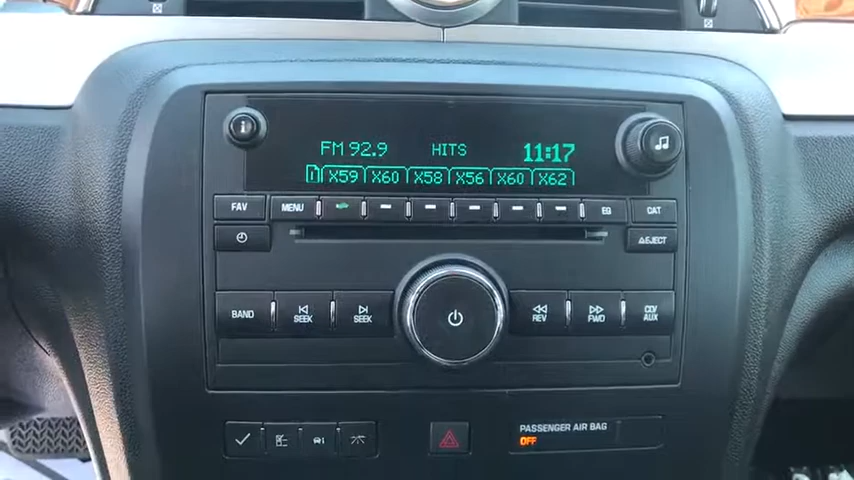 i
FM 92.9 HITS 11:17
1 X59 X60 X58 X56 X60 X62
FAV MENU EQ CAT
EJECT
BAND SEEK SEEK REV FWD CD/AUX
PASSENGER AIR BAG
OFF